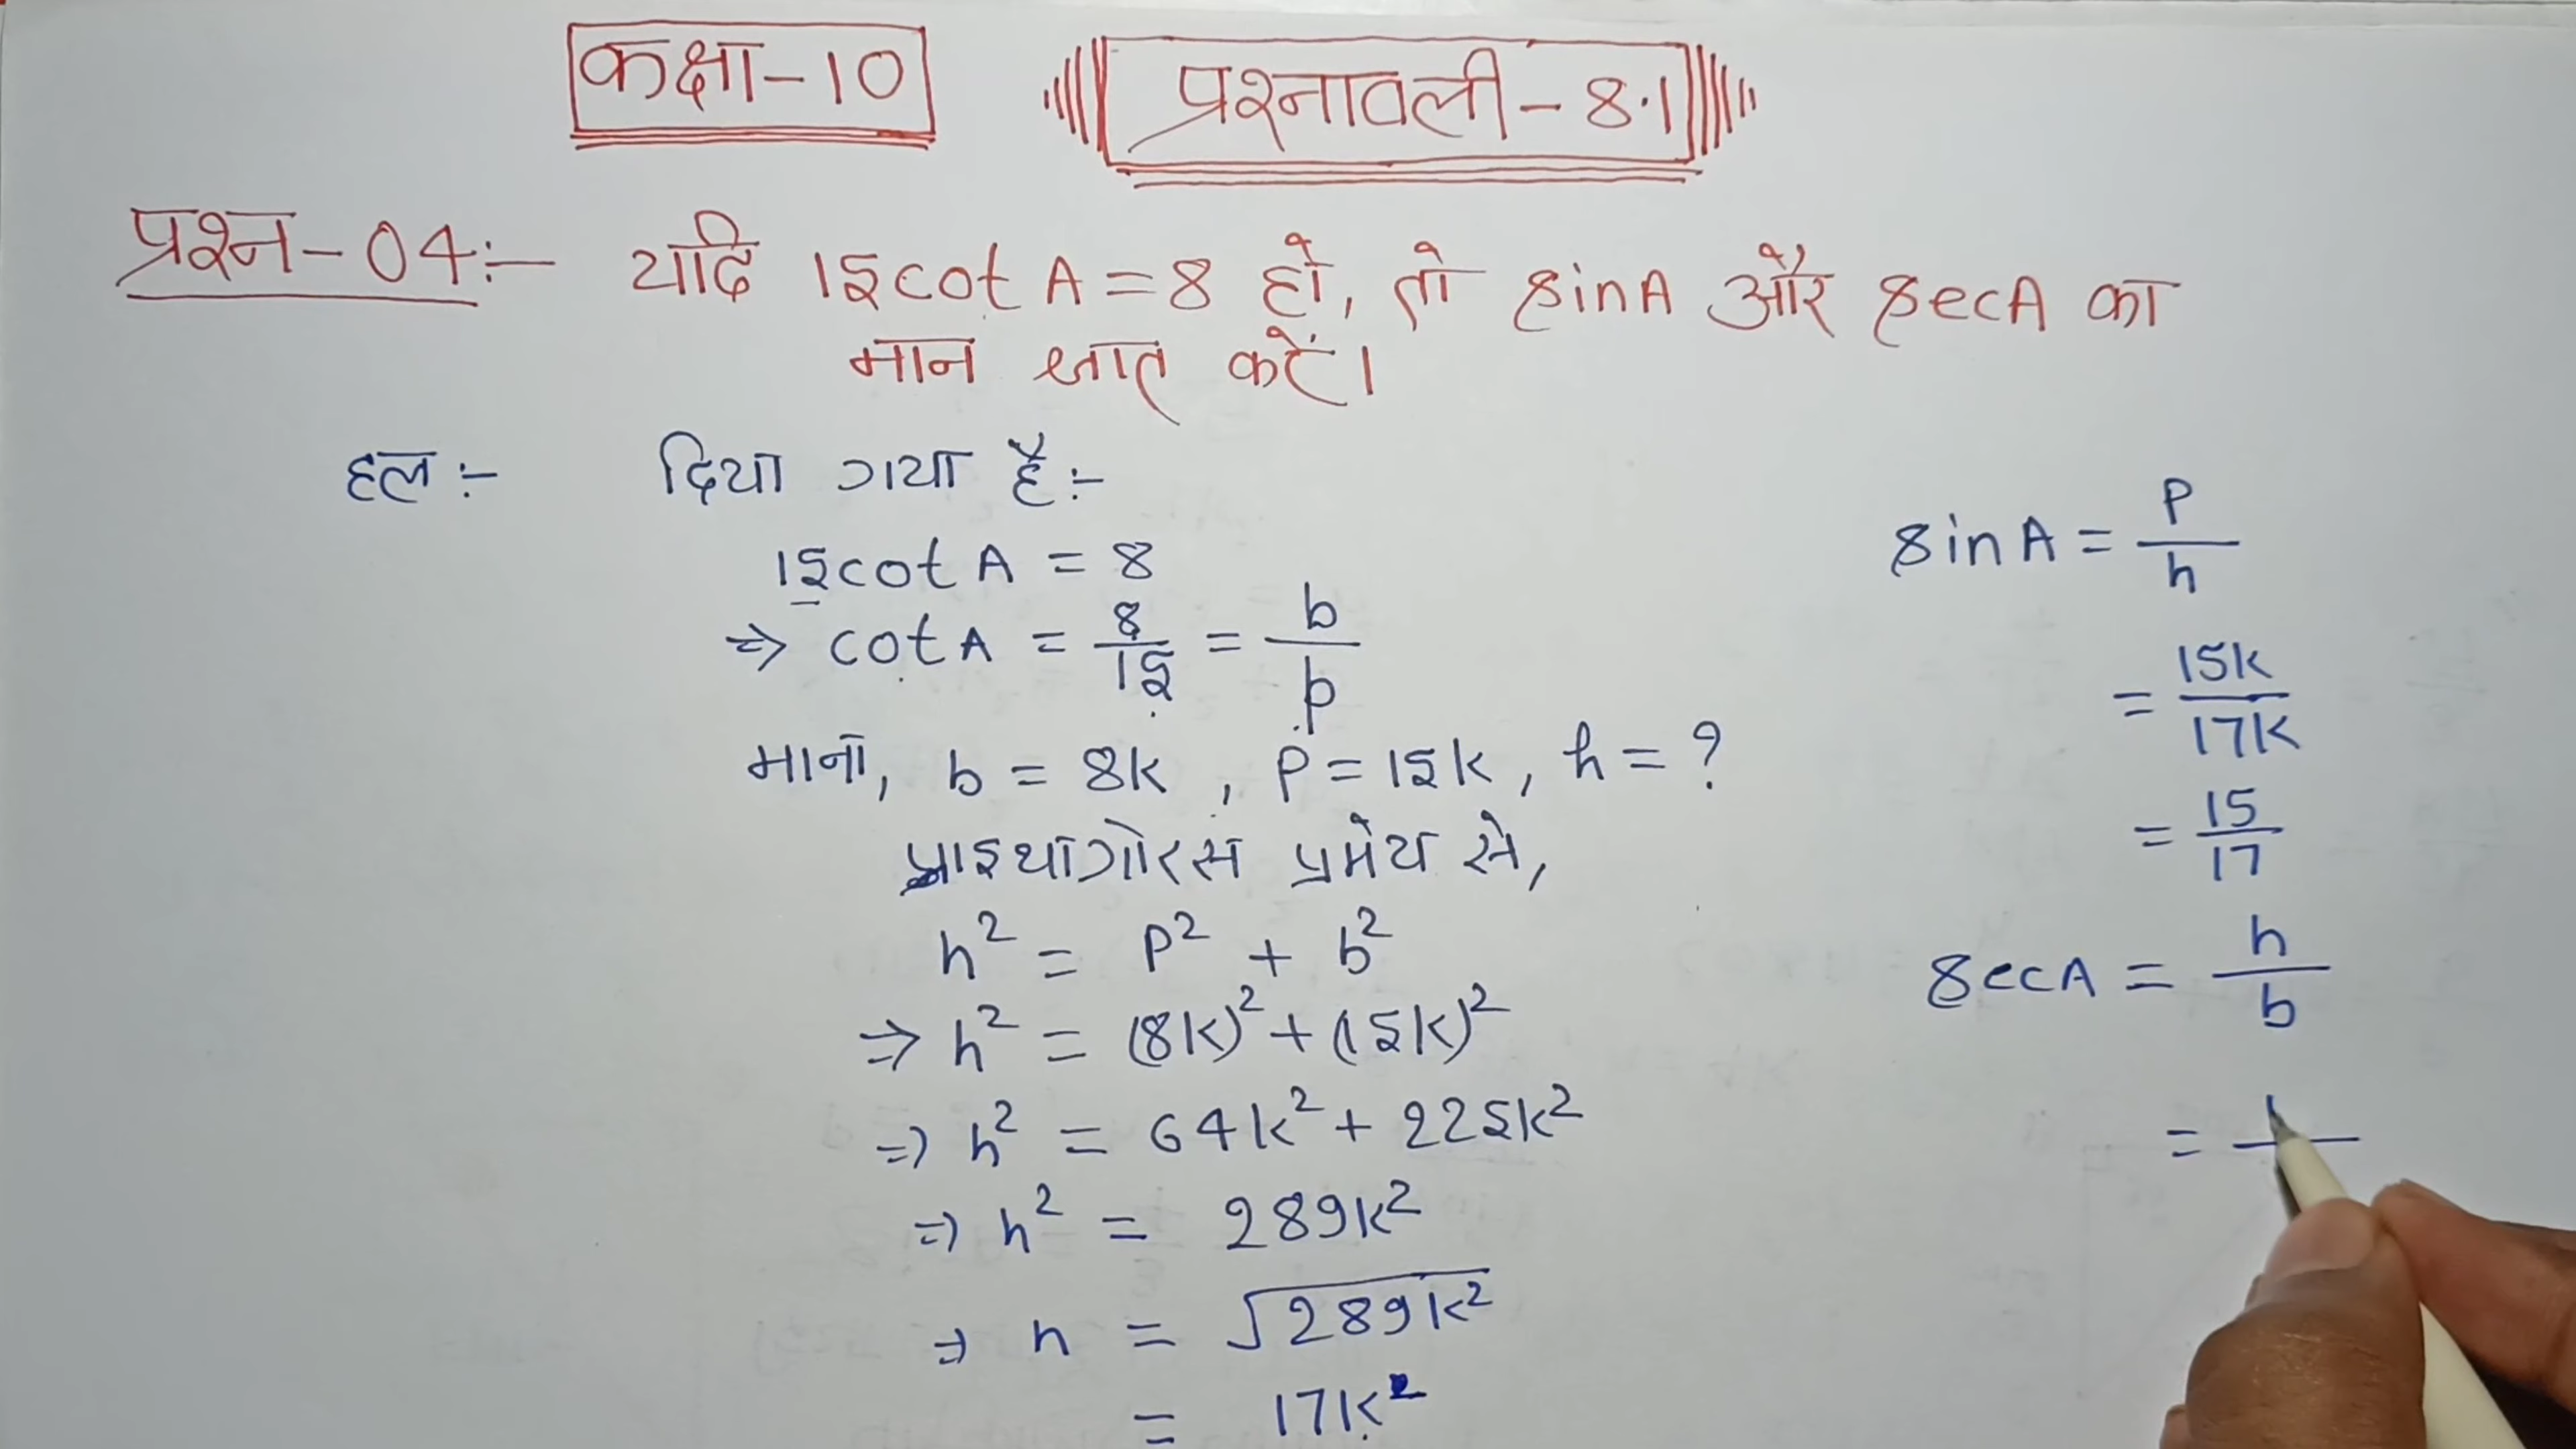 कक्षा-10
प्रश्नावली-8.1
प्रश्न-04:- यदि 15cot A = 8 हो, तो sinA और secA का
मान ज्ञात करें।
हल:- दिया गया है:-
15cot A = 8
⇒ cot A = 8/15 = b/p
माना, b = 8k, p = 15k, h = ?
पाइथागोरस प्रमेय से,
h² = p² + b²
⇒ h² = (8k)² + (15k)²
⇒ h² = 64k² + 225k²
⇒ h² = 289k²
⇒ h = √289k²
= 17k²
sin A = p/h
= 15k/17k
= 15/17
secA = h/b
=